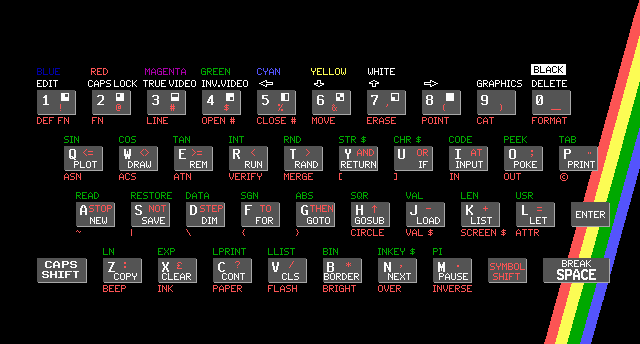 BLUE RED MAGENTA GREEN CYAN YELLOW WHITE BLACK
EDIT CAPS LOCK TRUE VIDEO INV.VIDEO ⇦ ⇩ ⇧ ⇨ GRAPHICS DELETE
1 ! 2 @ 3 # 4 $ 5 % 6 & 7 ' 8 ( 9 ) 0 _
DEF FN FN LINE OPEN # CLOSE # MOVE ERASE POINT CAT FORMAT
SIN COS TAN INT RND STR $ CHR $ CODE PEEK TAB
Q <= W <> E >= R < T > Y AND U OR I AT O ; P "
PLOT DRAW REM RUN RAND RETURN IF INPUT POKE PRINT
ASN ACS ATN VERIFY MERGE [ ] IN OUT ©
READ RESTORE DATA SGN ABS SQR VAL LEN USR
A STOP S NOT D STEP F TO G THEN H ↑ J - K + L = ENTER
NEW SAVE DIM FOR GOTO GOSUB LOAD LIST LET
~ | \ { } CIRCLE VAL $ SCREEN $ ATTR
LN EXP LPRINT LLIST BIN INKEY $ PI
CAPS SHIFT Z : X £ C ? V / B * N , M . SYMBOL SHIFT BREAK SPACE
COPY CLEAR CONT CLS BORDER NEXT PAUSE
BEEP INK PAPER FLASH BRIGHT OVER INVERSE